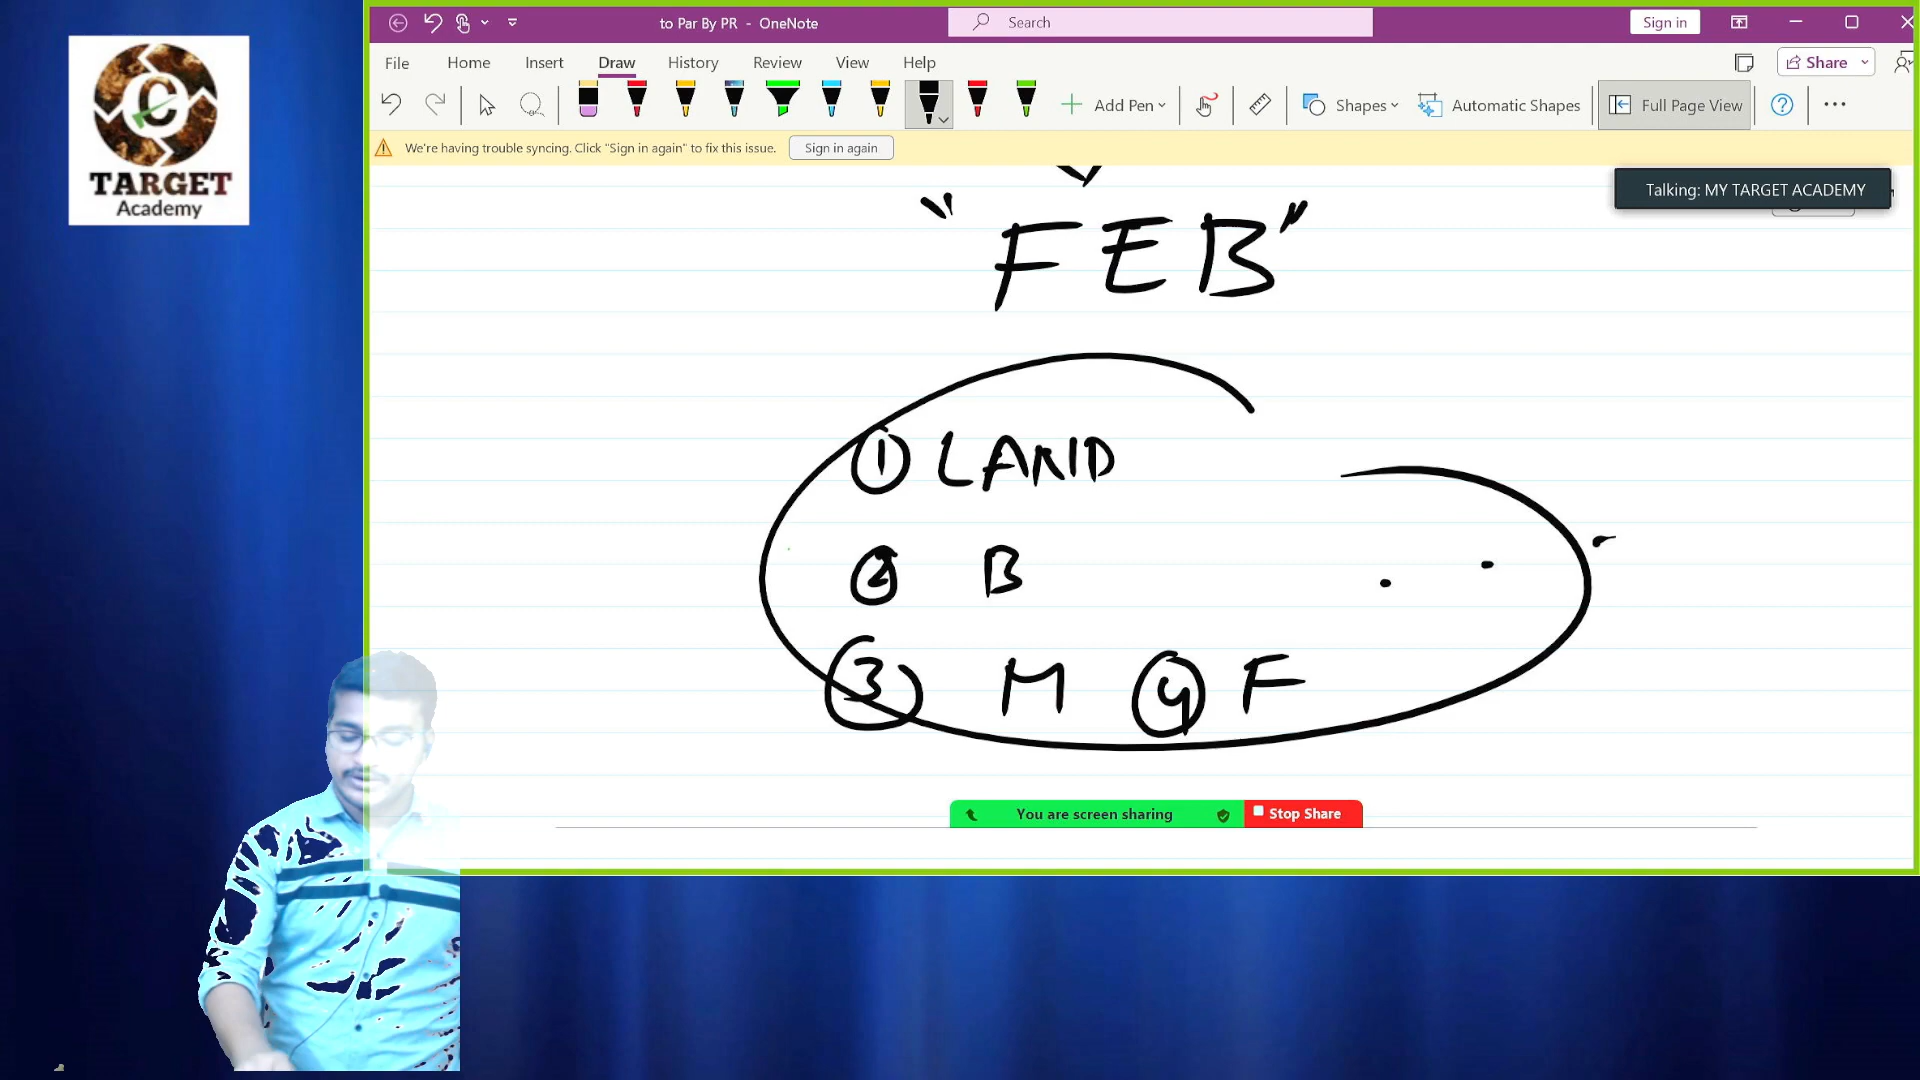 to Par By PR - OneNote
Search
Sign in
File Home Insert Draw History Review View Help
Share
Add Pen
Shapes
Automatic Shapes
Full Page View
We're having trouble syncing. Click "Sign in again" to fix this issue.
Sign in again
Talking: MY TARGET ACADEMY
TARGET
Academy
"FEB"
① LAND
② B
③ M ④ F
You are screen sharing
Stop Share